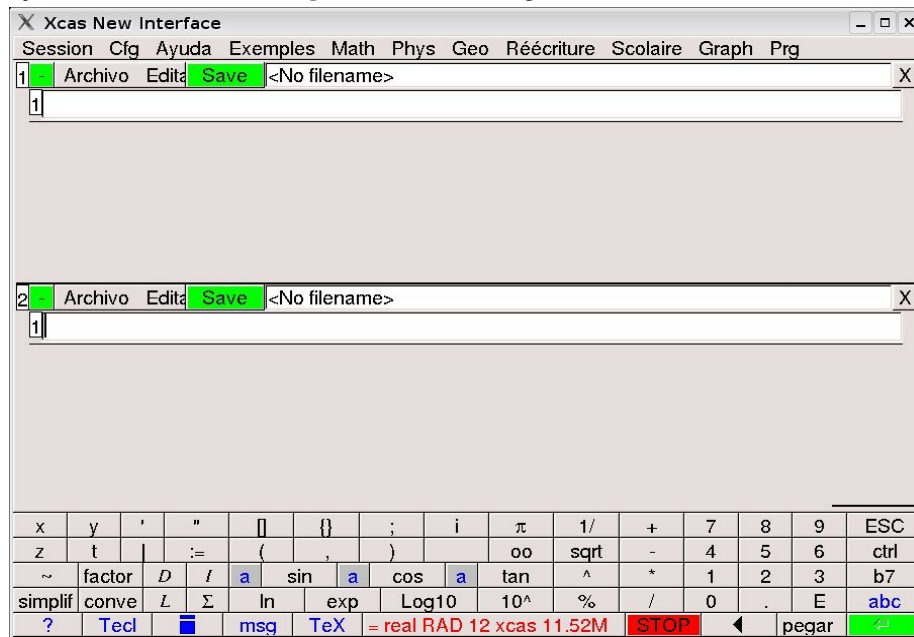 X Xcas New Interface
Session Cfg Ayuda Exemples Math Phys Geo Réécriture Scolaire Graph Prg
1 - Archivo Edita Save <No filename> X
1
2 - Archivo Edita Save <No filename> X
1
x y ' " [] {} ; i π 1/ + 7 8 9 ESC
z t | := ( , ) oo sqrt - 4 5 6 ctrl
~ factor D I a sin a cos a tan ^ * 1 2 3 b7
simplif conve L Σ ln exp Log10 10^ % / 0 . E abc
? Tecl msg TeX = real RAD 12 xcas 11.52M STOP pegar